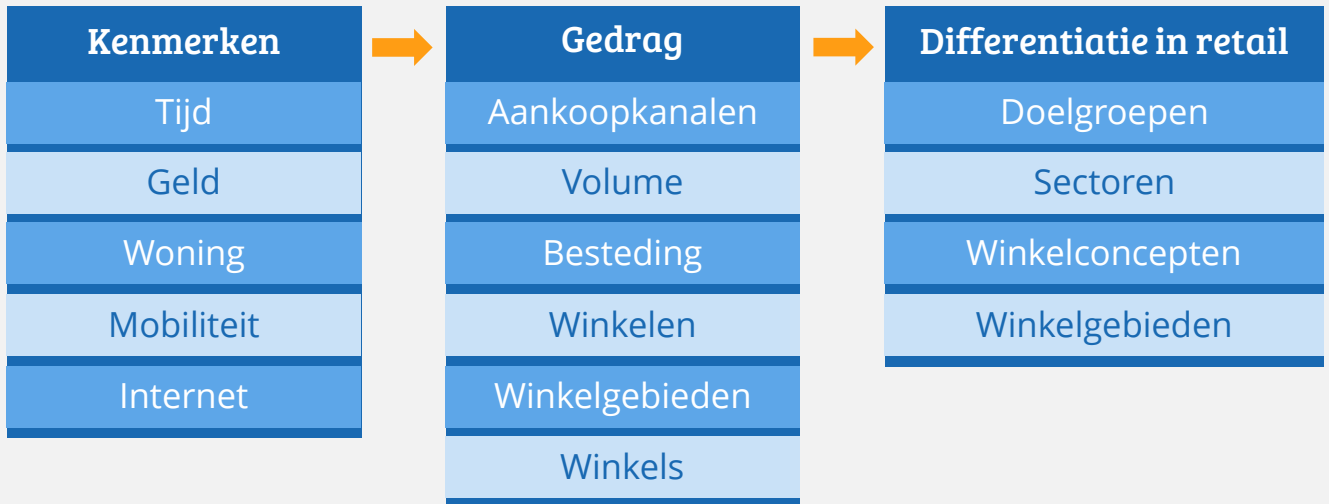 Kenmerken
Tijd
Geld
Woning
Mobiliteit
Internet
Gedrag
Aankoopkanalen
Volume
Besteding
Winkelen
Winkelgebieden
Winkels
Differentiatie in retail
Doelgroepen
Sectoren
Winkelconcepten
Winkelgebieden